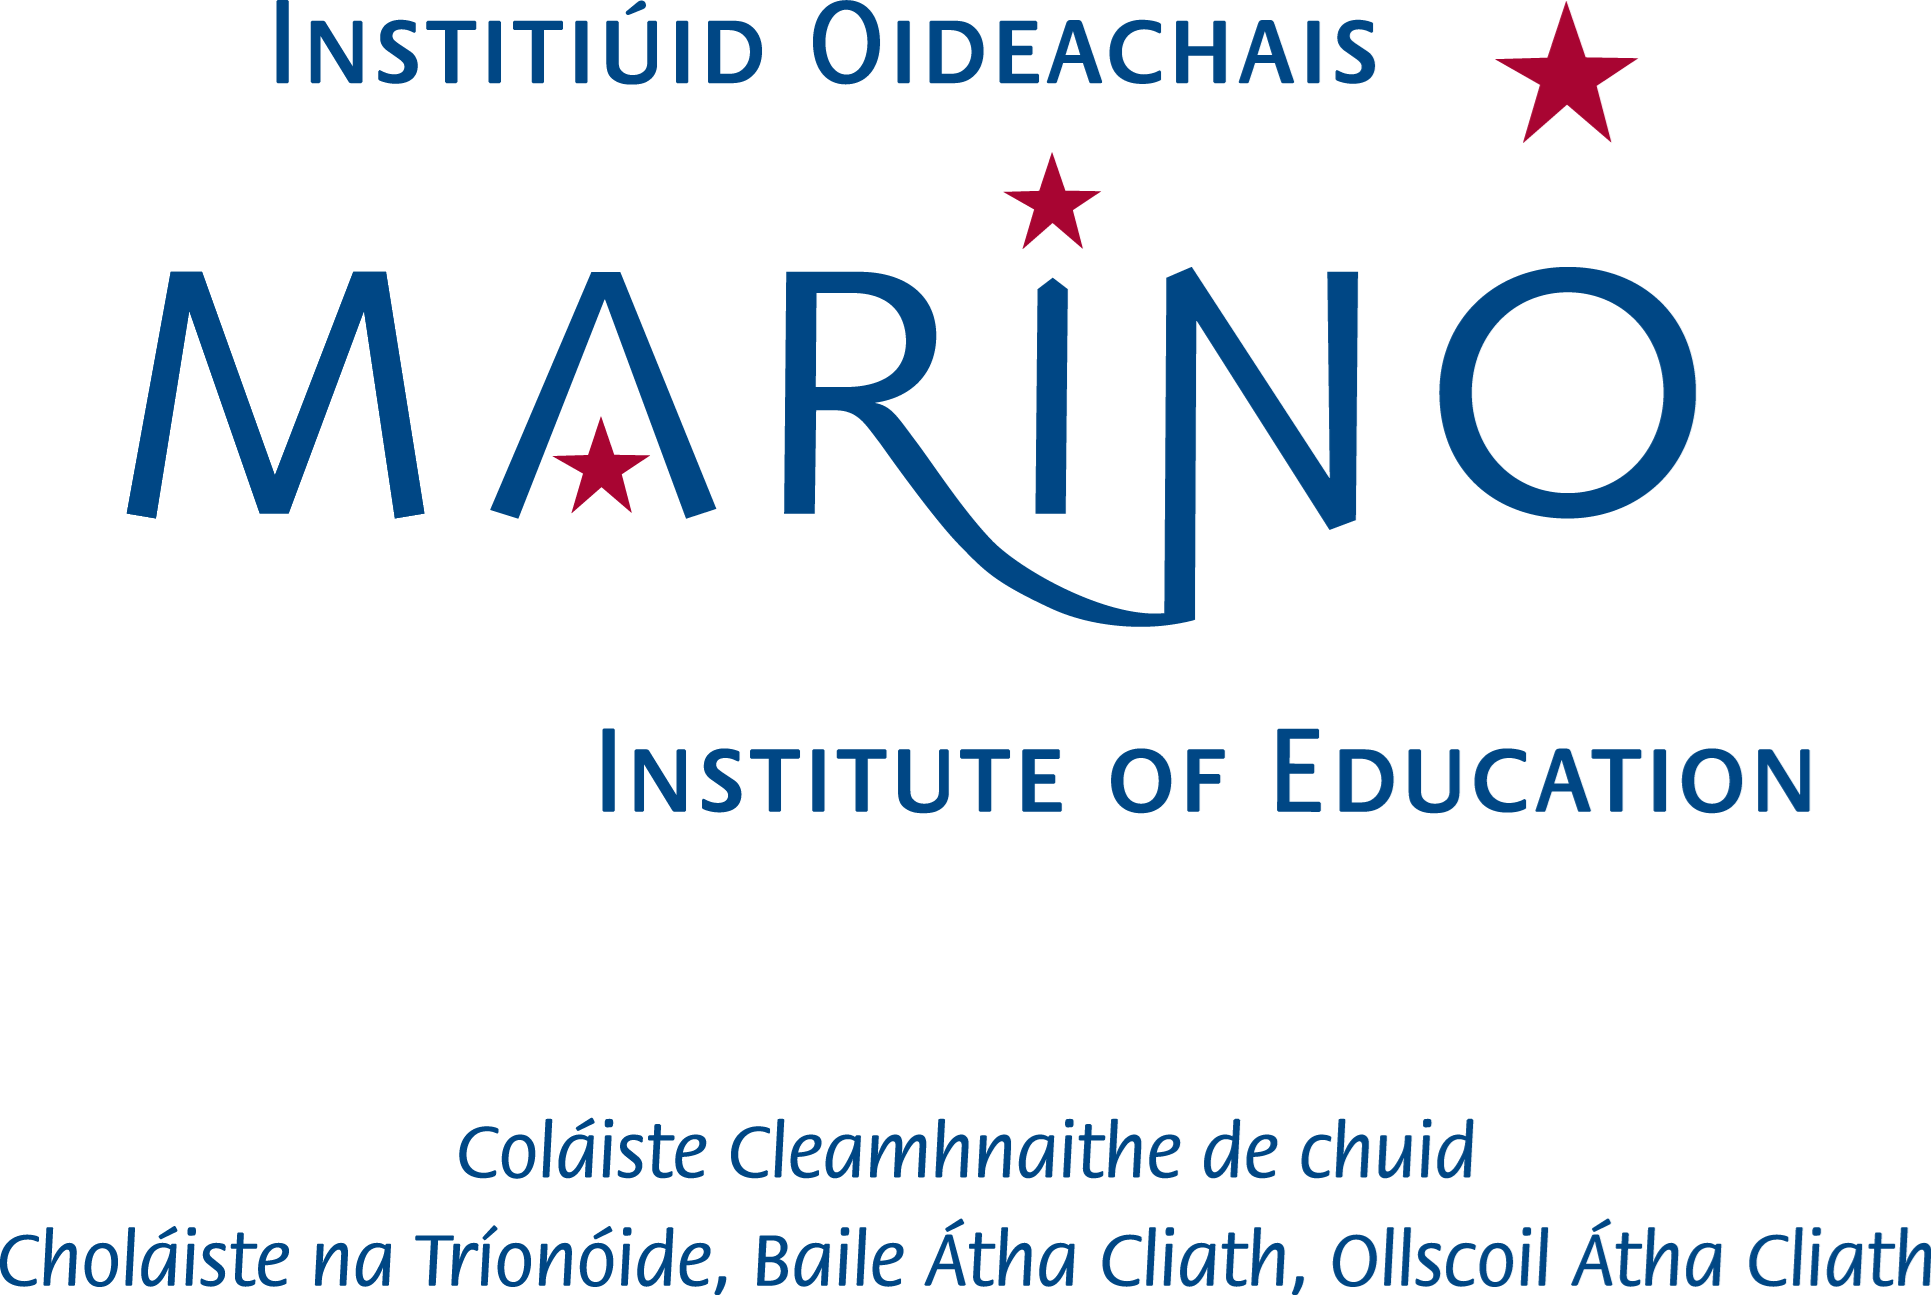 Institiúid Oideachais
MARINO
Institute of Education
Coláiste Cleamhnaithe de chuid
Choláiste na Tríonóide, Baile Átha Cliath, Ollscoil Átha Cliath